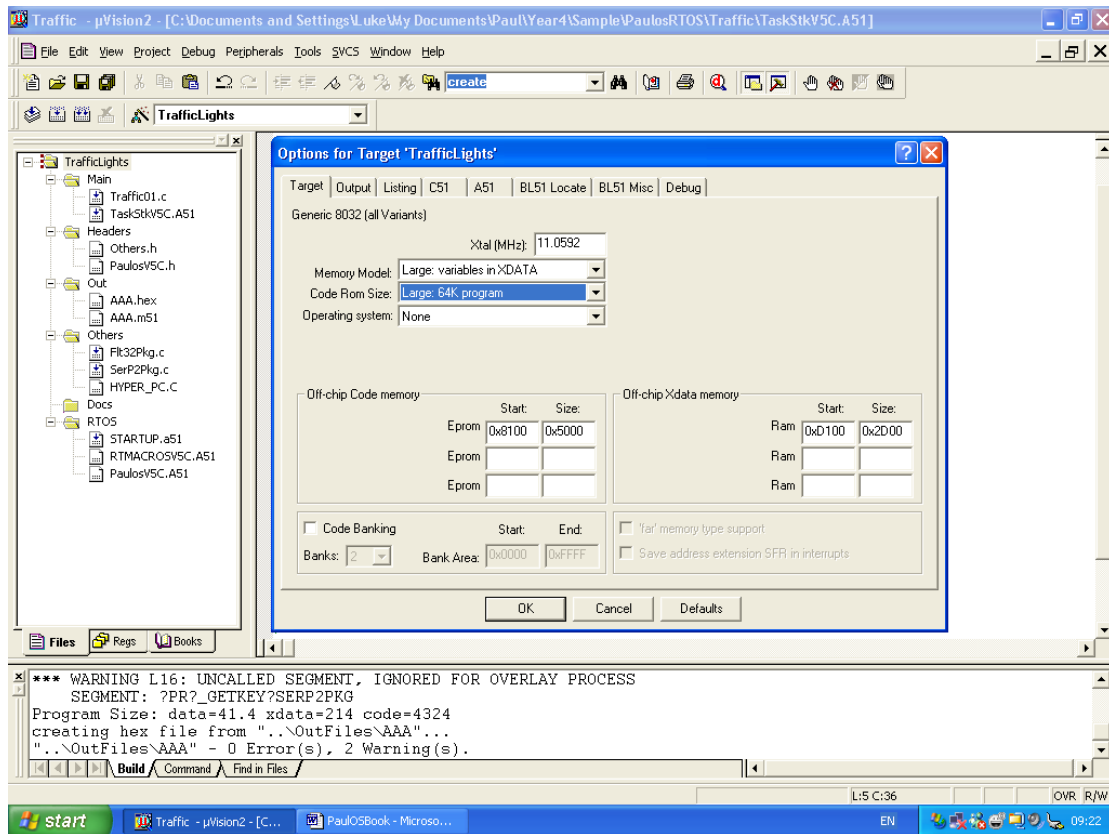 Traffic - µVision2 - [C:\Documents and Settings\Luke\My Documents\Paul\Year4\Sample\PaulosRTOS\Traffic\TaskStkV5C.A51]
File Edit View Project Debug Peripherals Tools SVCS Window Help
create
TrafficLights
TrafficLights
Main
Traffic01.c
TaskStkV5C.A51
Headers
Others.h
PaulosV5C.h
Out
AAA.hex
AAA.m51
Others
Flt32Pkg.c
SerP2Pkg.c
HYPER_PC.C
Docs
RTOS
STARTUP.a51
RTMACROSV5C.A51
PaulosV5C.A51
Files Regs Books
Options for Target 'TrafficLights'
Target Output Listing C51 A51 BL51 Locate BL51 Misc Debug
Generic 8032 (all Variants)
Xtal (MHz): 11.0592
Memory Model: Large: variables in XDATA
Code Rom Size: Large: 64K program
Operating system: None
Off-chip Code memory
Start: Size:
Eprom 0x8100 0x5000
Eprom
Eprom
Off-chip Xdata memory
Start: Size:
Ram 0xD100 0x2D00
Ram
Ram
Code Banking Start: End:
Banks: 2 Bank Area: 0x0000 0xFFFF
'far' memory type support
Save address extension SFR in interrupts
OK Cancel Defaults
*** WARNING L16: UNCALLED SEGMENT, IGNORED FOR OVERLAY PROCESS
SEGMENT: ?PR?_GETKEY?SERP2PKG
Program Size: data=41.4 xdata=214 code=4324
creating hex file from "..\OutFiles\AAA"...
"..\OutFiles\AAA" - 0 Error(s), 2 Warning(s).
Build Command Find in Files
L:5 C:36 OVR R/W
start Traffic - µVision2 - [C... PaulOSBook - Microso... EN 09:22